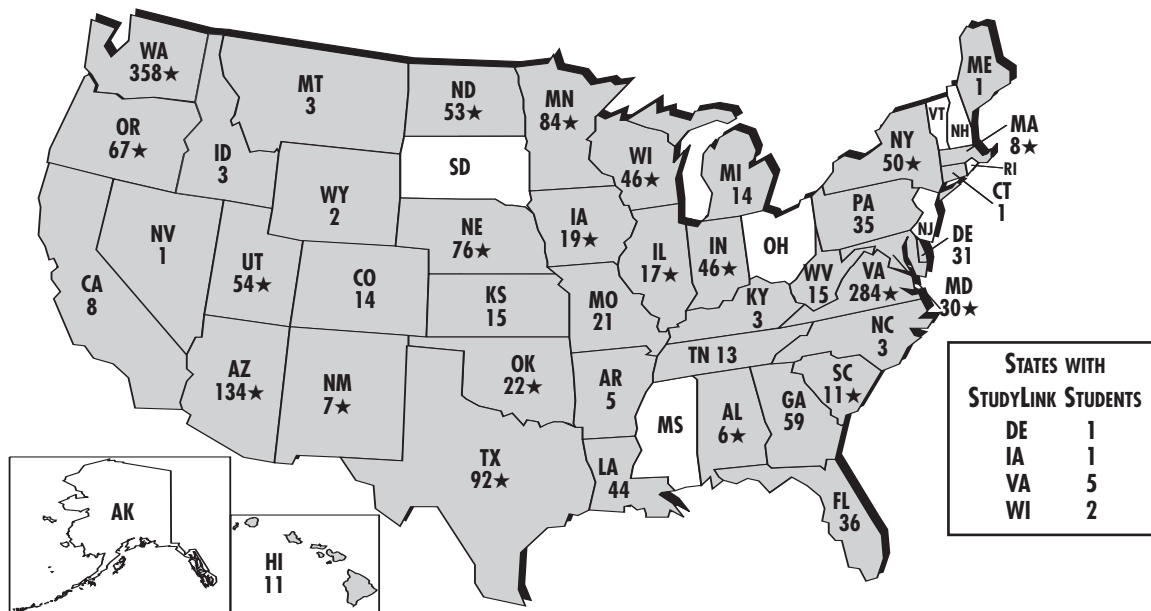 WA
358★
MT
3
ND
53★
MN
84★
ME
1
OR
67★
ID
3
SD
WI
46★
MI
14
VT
NH
NY
50★
MA
8★
RI
CT
1
WY
2
NV
1
UT
54★
CO
14
NE
76★
IA
19★
IL
17★
IN
46★
OH
PA
35
NJ
DE
31
CA
8
KS
15
MO
21
KY
3
WV
15
VA
284★
MD
30★
AZ
134★
NM
7★
OK
22★
AR
5
TN 13
NC
3
SC
11★
TX
92★
LA
44
MS
AL
6★
GA
59
FL
36
AK
HI
11
STATES WITH
STUDYLINK STUDENTS
DE 1
IA 1
VA 5
WI 2